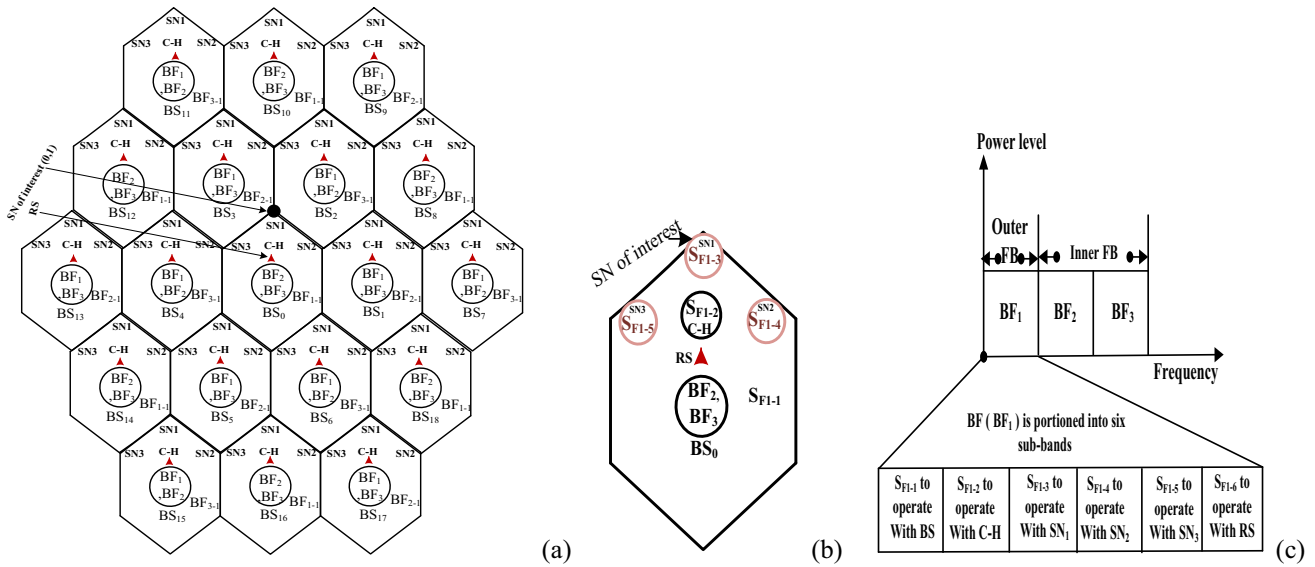 SN1 SN1 SN1
SN3 C-H SN2 SN3 C-H SN2 SN3 C-H SN2
BF₁ BF₂ BF₁
,BF₂ BF₃₋₁ ,BF₃ BF₁₋₁ ,BF₃ BF₂₋₁
BS₁₁ BS₁₀ BS₉
SN1 SN1 SN1 SN1
SN3 C-H SN2 SN3 C-H SN2 SN3 C-H SN2 SN3 C-H SN2
BF₂ BF₁ BF₁ BF₂
,BF₃ BF₁₋₁ ,BF₃ BF₂₋₁ ,BF₂ BF₃₋₁ ,BF₃ BF₁₋₁
BS₁₂ BS₃ BS₂ BS₈
SN of interest (0,1)
RS
SN1 SN1 SN1 SN1 SN1
SN3 C-H SN2 SN3 C-H SN2 SN3 C-H SN2 SN3 C-H SN2 SN3 C-H SN2
BF₁ BF₁ BF₂ BF₁ BF₁
,BF₃ BF₂₋₁ ,BF₂ BF₃₋₁ ,BF₃ BF₁₋₁ ,BF₃ BF₂₋₁ ,BF₂ BF₃₋₁
BS₁₃ BS₄ BS₀ BS₁ BS₇
SN1 SN1 SN1 SN1
SN3 C-H SN2 SN3 C-H SN2 SN3 C-H SN2 SN3 C-H SN2
BF₂ BF₁ BF₁ BF₂
,BF₃ BF₁₋₁ ,BF₃ BF₂₋₁ ,BF₂ BF₃₋₁ ,BF₃ BF₁₋₁
BS₁₄ BS₅ BS₆ BS₁₈
SN1 SN1 SN1
SN3 C-H SN2 SN3 C-H SN2 SN3 C-H SN2
BF₁ BF₂ BF₁
,BF₂ BF₃₋₁ ,BF₃ BF₁₋₁ ,BF₃ BF₂₋₁
BS₁₅ BS₁₆ BS₁₇
(a)
SN of interest
SN1
S_F1-3
SN3
S_F1-5
S_F1-2
C-H
SN2
S_F1-4
RS
BF₂,
BF₃
S_F1-1
BS₀
(b)
Power level
Outer
FB
Inner FB
BF₁ BF₂ BF₃
Frequency
BF ( BF₁ ) is portioned into six
sub-bands
S_F1-1 to S_F1-2 to S_F1-3 to S_F1-4 to S_F1-5 to S_F1-6 to
operate operate operate operate operate operate
With BS With C-H With SN₁ With SN₂ With SN₃ With RS
(c)